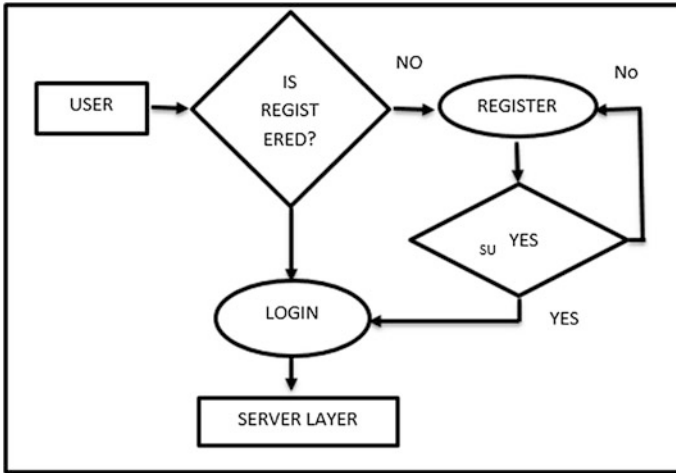 USER
IS
REGIST
ERED?
NO
REGISTER
No
SU YES
LOGIN
YES
SERVER LAYER